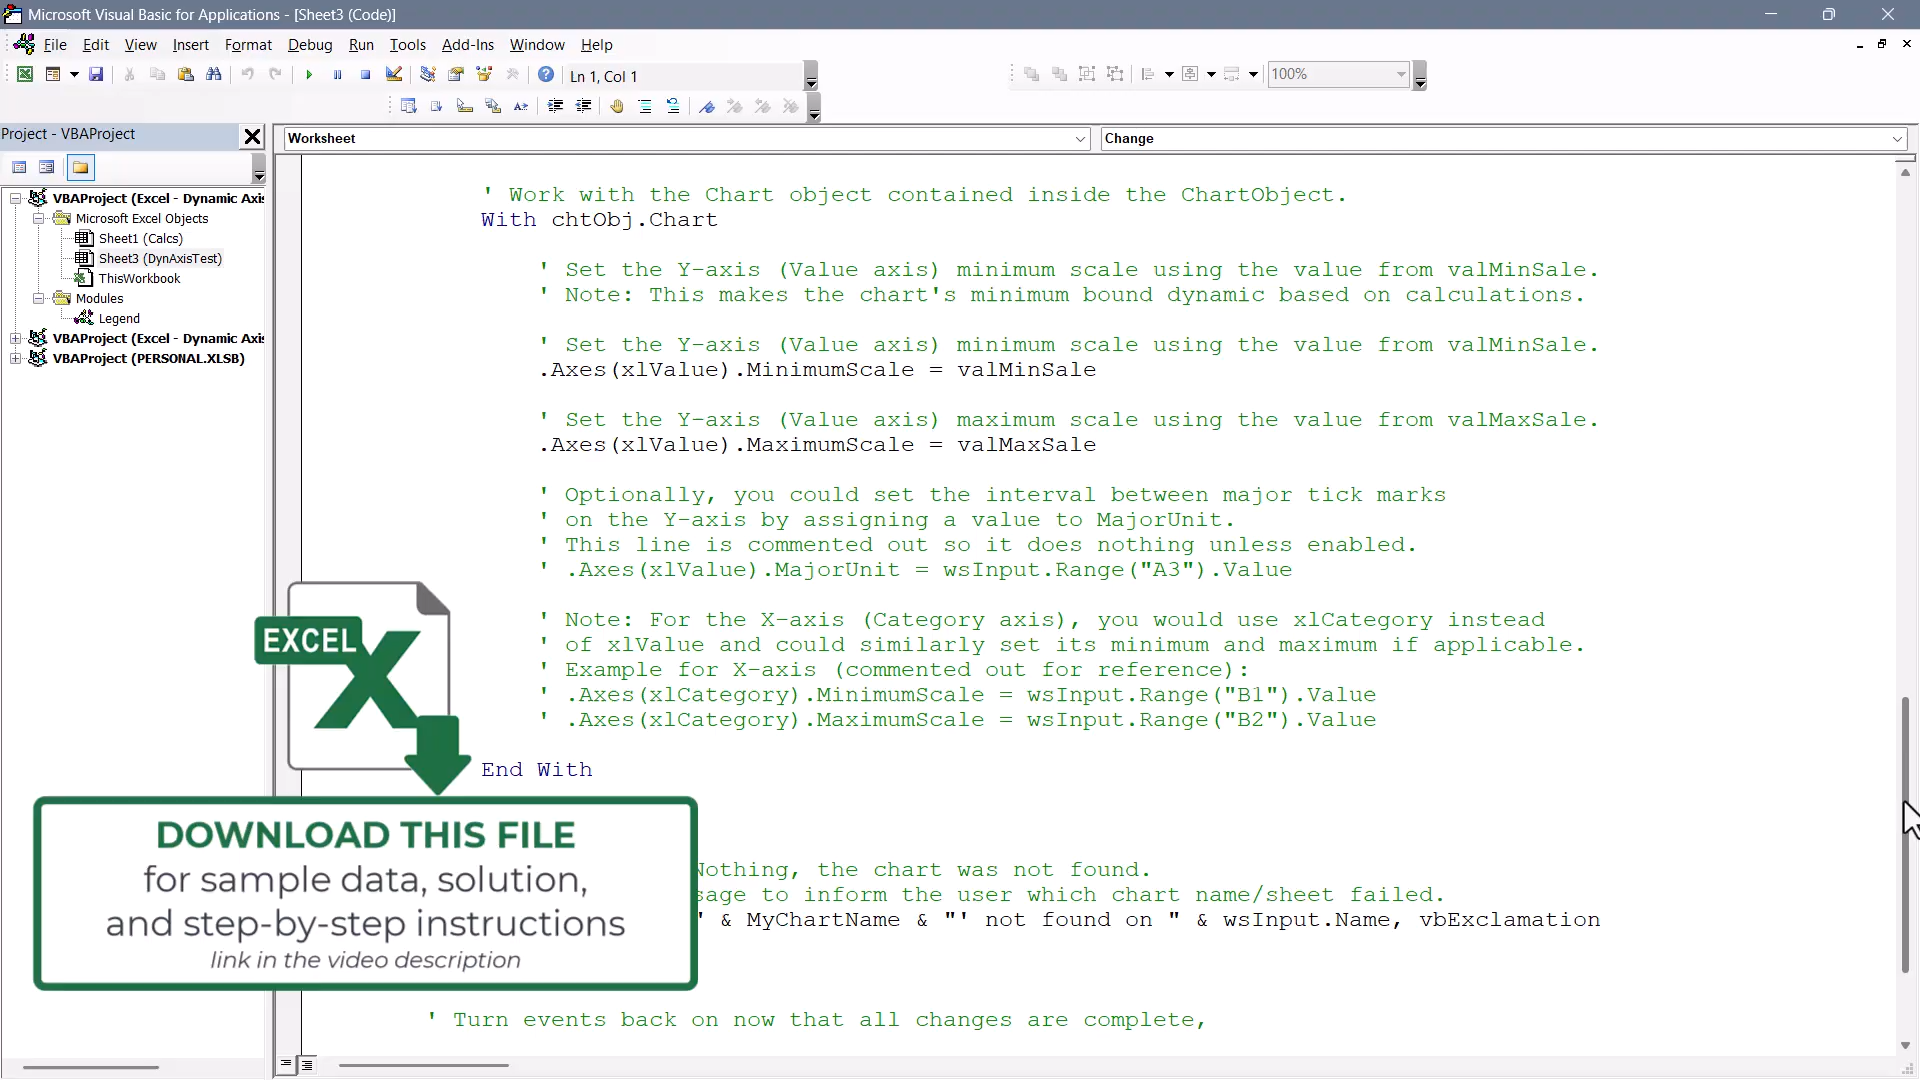 Microsoft Visual Basic for Applications - [Sheet3 (Code)]
File Edit View Insert Format Debug Run Tools Add-Ins Window Help
Ln 1, Col 1
100%
Project - VBAProject
Worksheet
Change
VBAProject (Excel - Dynamic Axis
Microsoft Excel Objects
Sheet1 (Calcs)
Sheet3 (DynAxisTest)
ThisWorkbook
Modules
Legend
VBAProject (Excel - Dynamic Axis
VBAProject (PERSONAL.XLSB)
' Work with the Chart object contained inside the ChartObject.
With chtObj.Chart
' Set the Y-axis (Value axis) minimum scale using the value from valMinSale.
' Note: This makes the chart's minimum bound dynamic based on calculations.
' Set the Y-axis (Value axis) minimum scale using the value from valMinSale.
.Axes(xlValue).MinimumScale = valMinSale
' Set the Y-axis (Value axis) maximum scale using the value from valMaxSale.
.Axes(xlValue).MaximumScale = valMaxSale
' Optionally, you could set the interval between major tick marks
' on the Y-axis by assigning a value to MajorUnit.
' This line is commented out so it does nothing unless enabled.
' .Axes(xlValue).MajorUnit = wsInput.Range("A3").Value
' Note: For the X-axis (Category axis), you would use xlCategory instead
' of xlValue and could similarly set its minimum and maximum if applicable.
' Example for X-axis (commented out for reference):
' .Axes(xlCategory).MinimumScale = wsInput.Range("B1").Value
' .Axes(xlCategory).MaximumScale = wsInput.Range("B2").Value
End With
Nothing, the chart was not found.
sage to inform the user which chart name/sheet failed.
' & MyChartName & "' not found on " & wsInput.Name, vbExclamation
' Turn events back on now that all changes are complete,
EXCEL
X
DOWNLOAD THIS FILE
for sample data, solution,
and step-by-step instructions
link in the video description